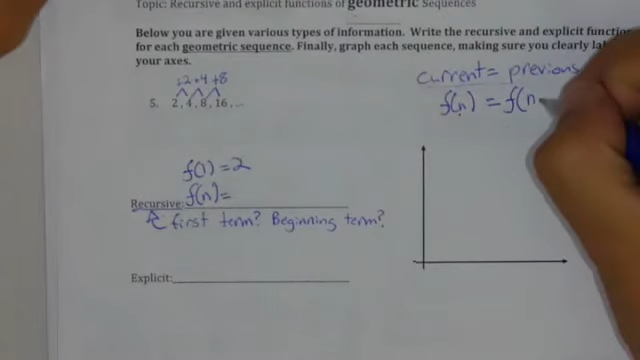 Topic: Recursive and explicit functions of geometric Sequences
Below you are given various types of information. Write the recursive and explicit
for each geometric sequence. Finally, graph each sequence, making sure you clearly
your axes.
+2 +4 +8
5. 2, 4, 8, 16, ...
current = previous
f(n) = f(n-
f(1) = 2
f(n) =
Recursive:
first term? Beginning term?
Explicit: